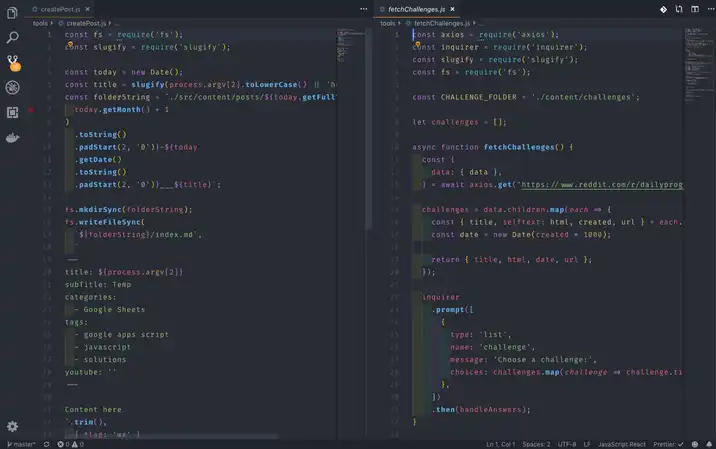 createPost.js
tools › createPost.js › ...
const fs = require('fs');
const slugify = require('slugify');
const today = new Date();
const title = slugify(process.argv[2].toLowerCase() || 'h
const folderString = `./src/content/posts/${today.getFull
today.getMonth() + 1
)
.toString()
.padStart(2, '0')}-${today
.getDate()
.toString()
.padStart(2, '0')}___${title}`;
fs.mkdirSync(folderString);
fs.writeFileSync(
`${folderString}/index.md`,
`
---
title: ${process.argv[2]}
subTitle: Temp
categories:
- Google Sheets
tags:
- google apps script
- javascript
- solutions
youtube: ''
---
Content here
`.trim(),
{ flag: 'wx' }
fetchChallenges.js
tools › fetchChallenges.js › ...
const axios = require('axios');
const inquirer = require('inquirer');
const slugify = require('slugify');
const fs = require('fs');
const CHALLENGE_FOLDER = './content/challenges';
let challenges = [];
async function fetchChallenges() {
const {
data: { data },
} = await axios.get('https://www.reddit.com/r/dailyprog
challenges = data.children.map(each => {
const { title, selftext: html, created, url } = each.
const date = new Date(created * 1000);
return { title, html, date, url };
});
inquirer
.prompt([
{
type: 'list',
name: 'challenge',
message: 'Choose a challenge:',
choices: challenges.map(challenge => challenge.ti
},
])
.then(handleAnswers);
}
master*
0
0
Ln 1, Col 1
Spaces: 2
UTF-8
LF
JavaScript React
Prettier: ✓